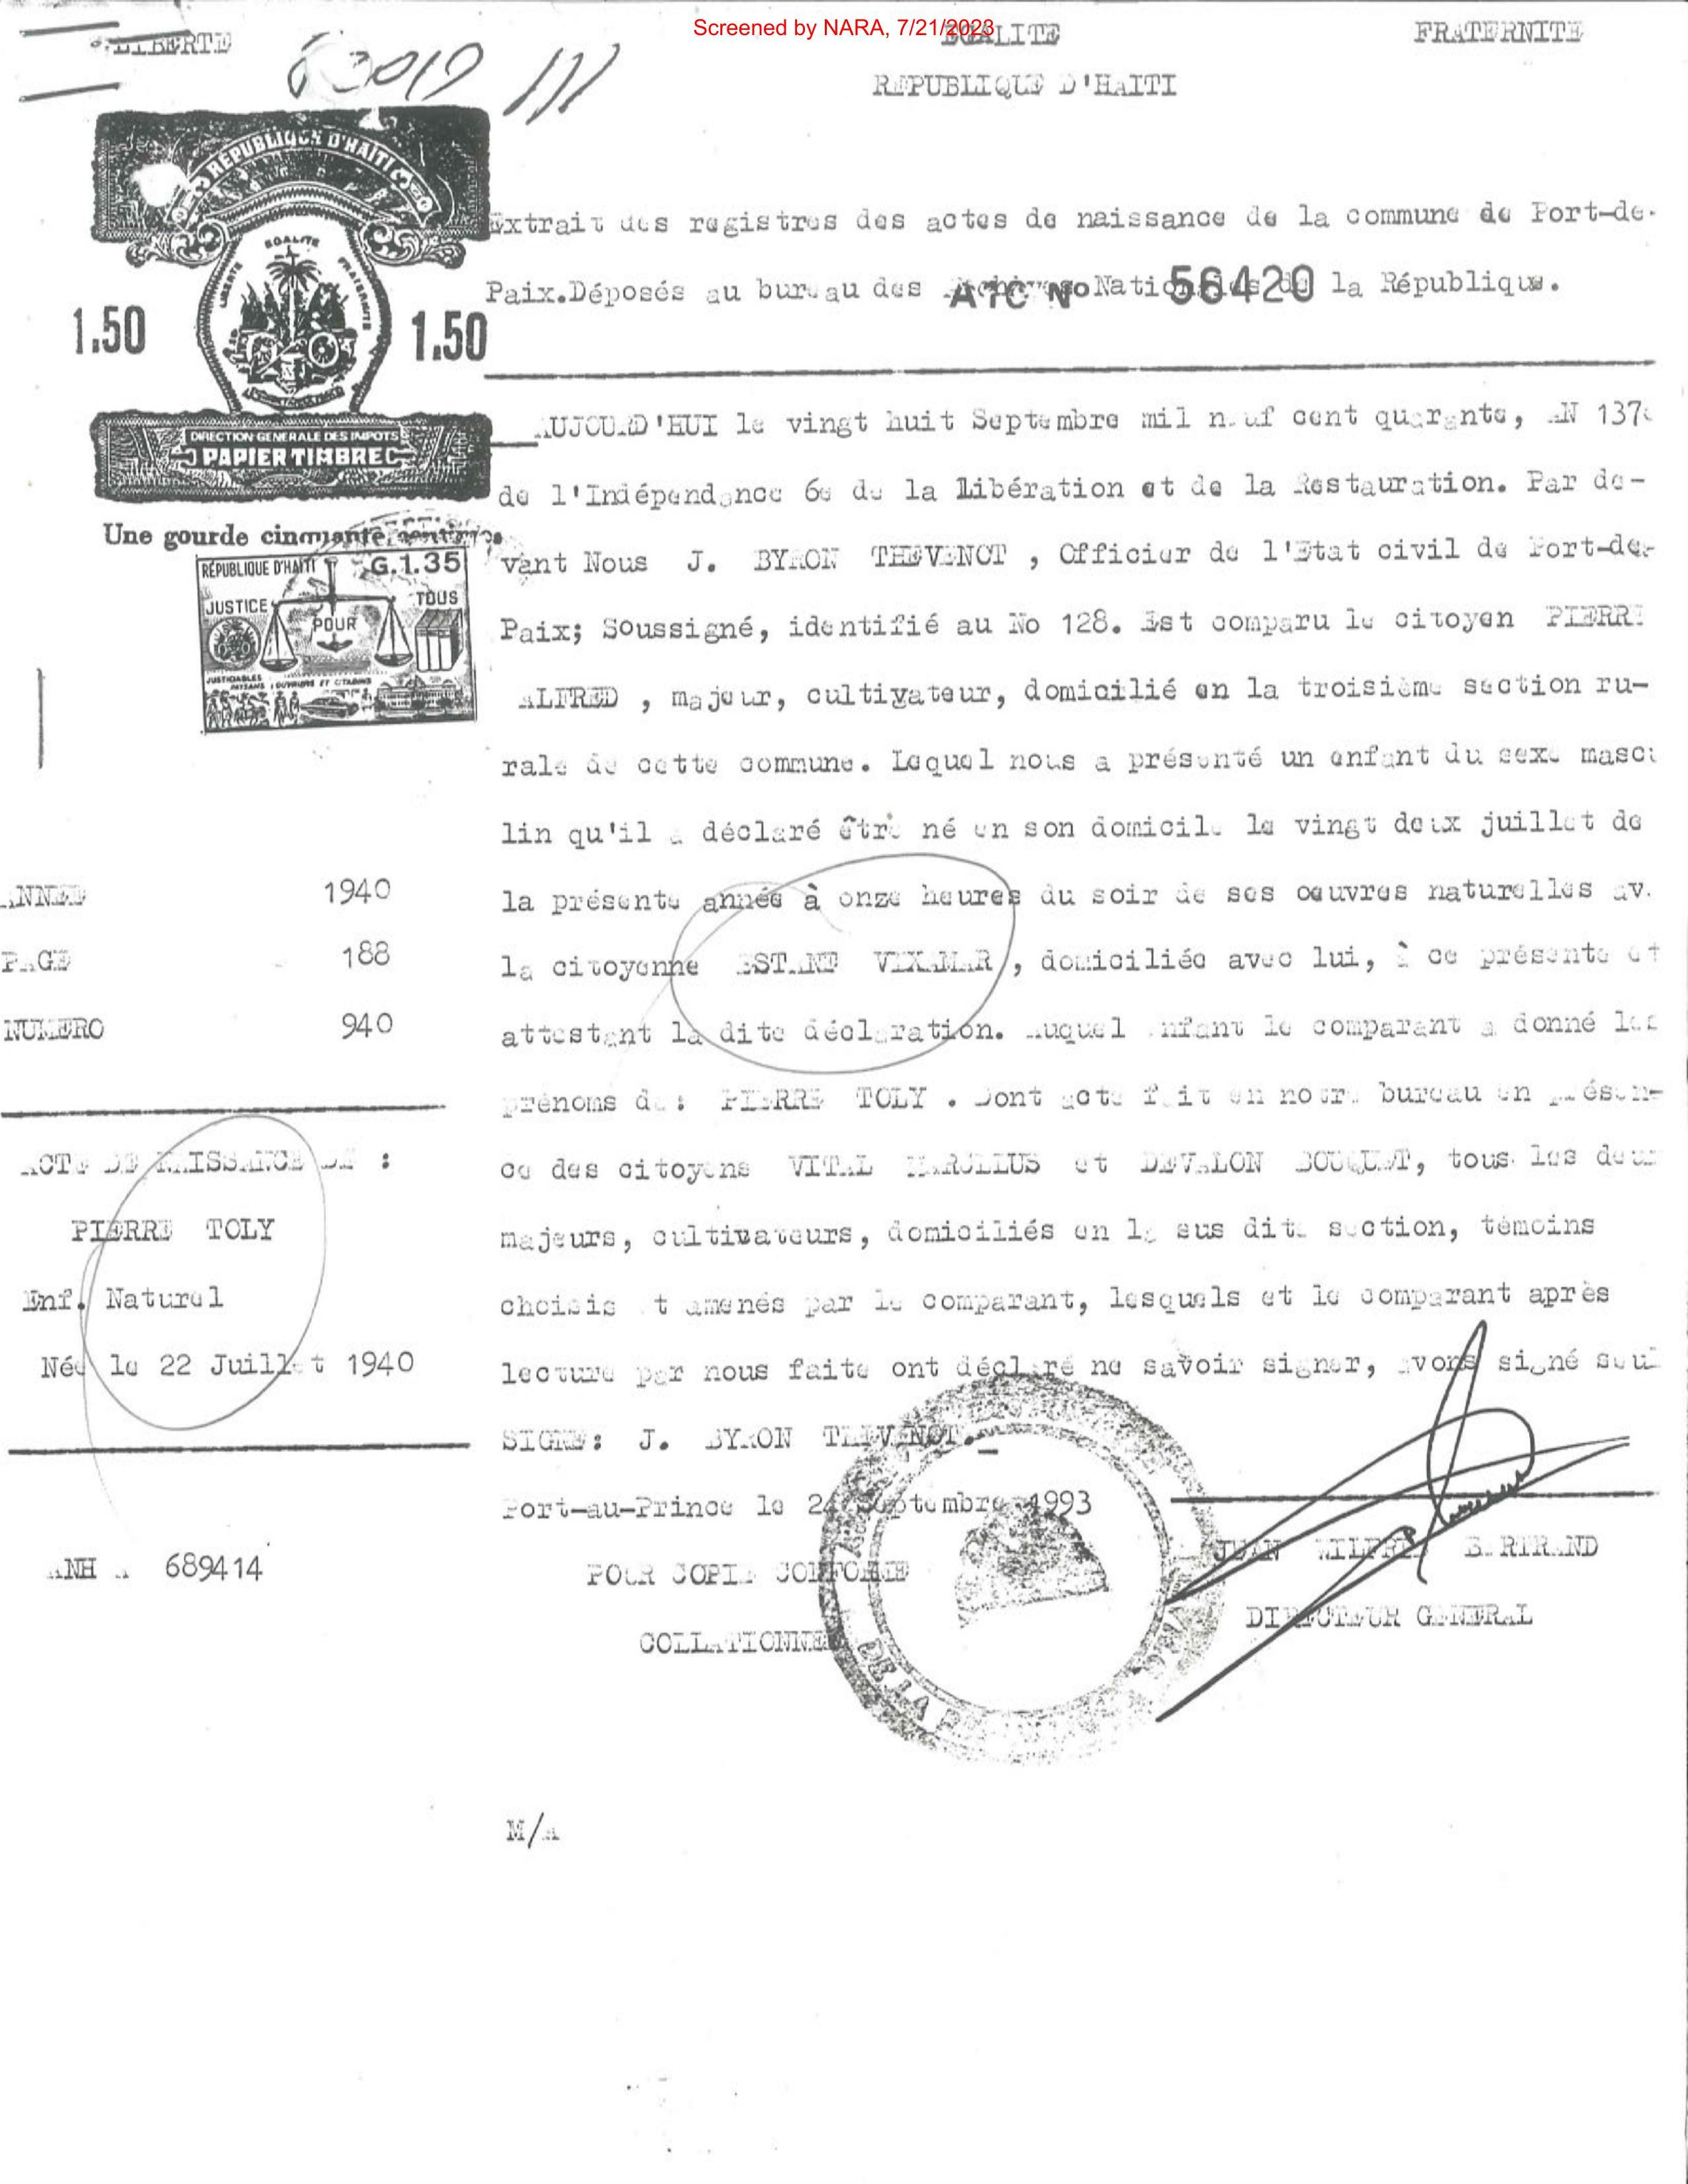 Screened by NARA, 7/21/2023
LIBERTE EGALITE FRATERNITE
REPUBLIQUE D'HAITI
REPUBLIQUE D'HAITI
EGALITE
LIBERTE FRATERNITE
1.50 1.50
DIRECTION GENERALE DES IMPOTS
PAPIER TIMBRE
Une gourde cinquante centimes
REPUBLIQUE D'HAITI G.1.35
JUSTICE POUR TOUS
JUSTICIABLES
PAYSANS OUVRIERS ET CITADINS
Extrait des registres des actes de naissance de la commune de Port-de-
Paix.Déposés au bureau des Archives Nationales de la République.
No 56420
AUJOURD'HUI le vingt huit Septembre mil neuf cent quarante, AN 137e
de l'Indépendance 6e de la Libération et de la Restauration. Par de-
vant Nous J. BYRON THEVENOT , Officier de l'Etat civil de Port-de-
Paix; Soussigné, identifié au No 128. Est comparu le citoyen PIERRE
ALFRED , majeur, cultivateur, domicilié en la troisième section ru-
rale de cette commune. Lequel nous a présenté un enfant du sexe mascu
lin qu'il a déclaré être né en son domicile le vingt deux juillet de
la présente année à onze heures du soir de ses oeuvres naturelles av.
la citoyenne ESTANE VIXAMAR , domiciliée avec lui, à ce présente et
attestant la dite déclaration. Auquel enfant le comparant a donné les
prénoms de: PIERRE TOLY . Dont acte fait en notre bureau en présen-
ce des citoyens VITAL MARCELLUS et DEVALON BOUQUET, tous les deux
majeurs, cultivateurs, domiciliés en la sus dite section, témoins
choisis et amenés par le comparant, lesquels et le comparant après
lecture par nous faite ont déclaré ne savoir signer, avons signé seul
SIGNE: J. BYRON THEVENOT.
Port-au-Prince le 24 Septembre 1993
POUR COPIE CONFORME
COLLATIONNE
JEAN WILFRID BERTRAND
DIRECTEUR GENERAL
DE LA
ANNEE 1940
PAGE 188
NUMERO 940
ACTE DE NAISSANCE DE :
PIERRE TOLY
Enf. Naturel
Née le 22 Juillet 1940
ANH A 689414
M/A